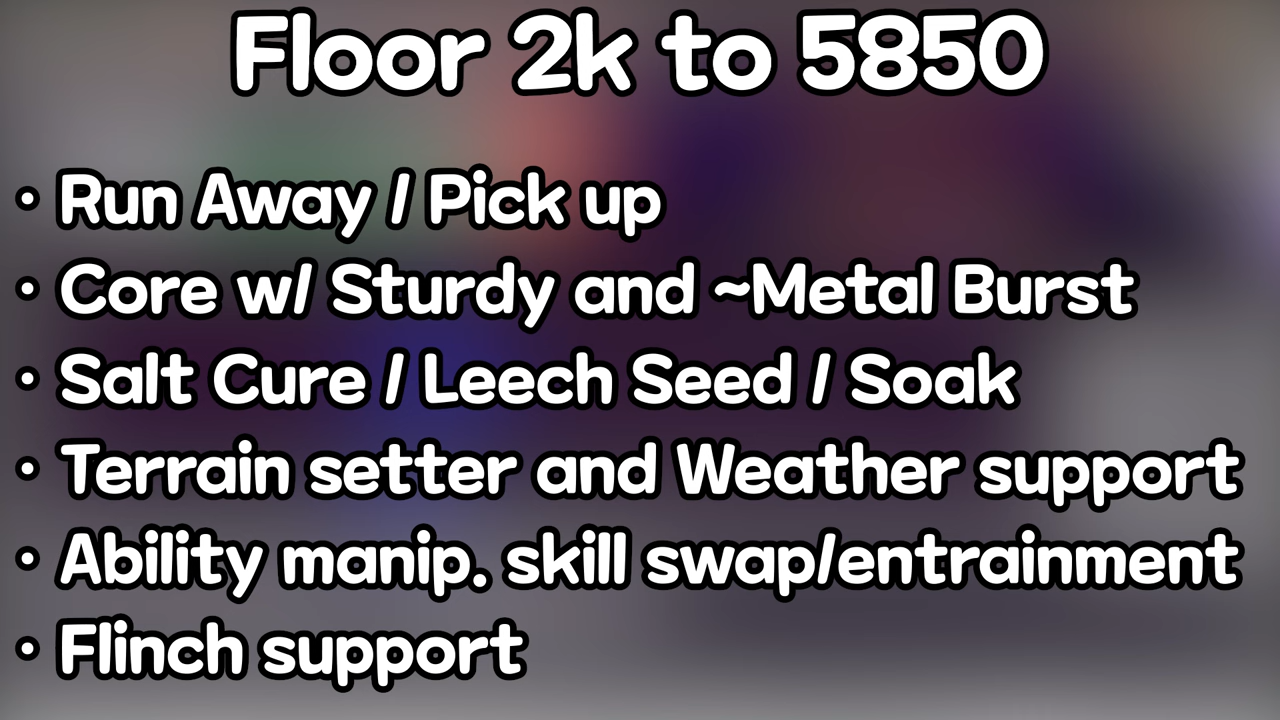 Floor 2k to 5850
• Run Away / Pick up
• Core w/ Sturdy and ~Metal Burst
• Salt Cure / Leech Seed / Soak
• Terrain setter and Weather support
• Ability manip. skill swap/entrainment
• Flinch support